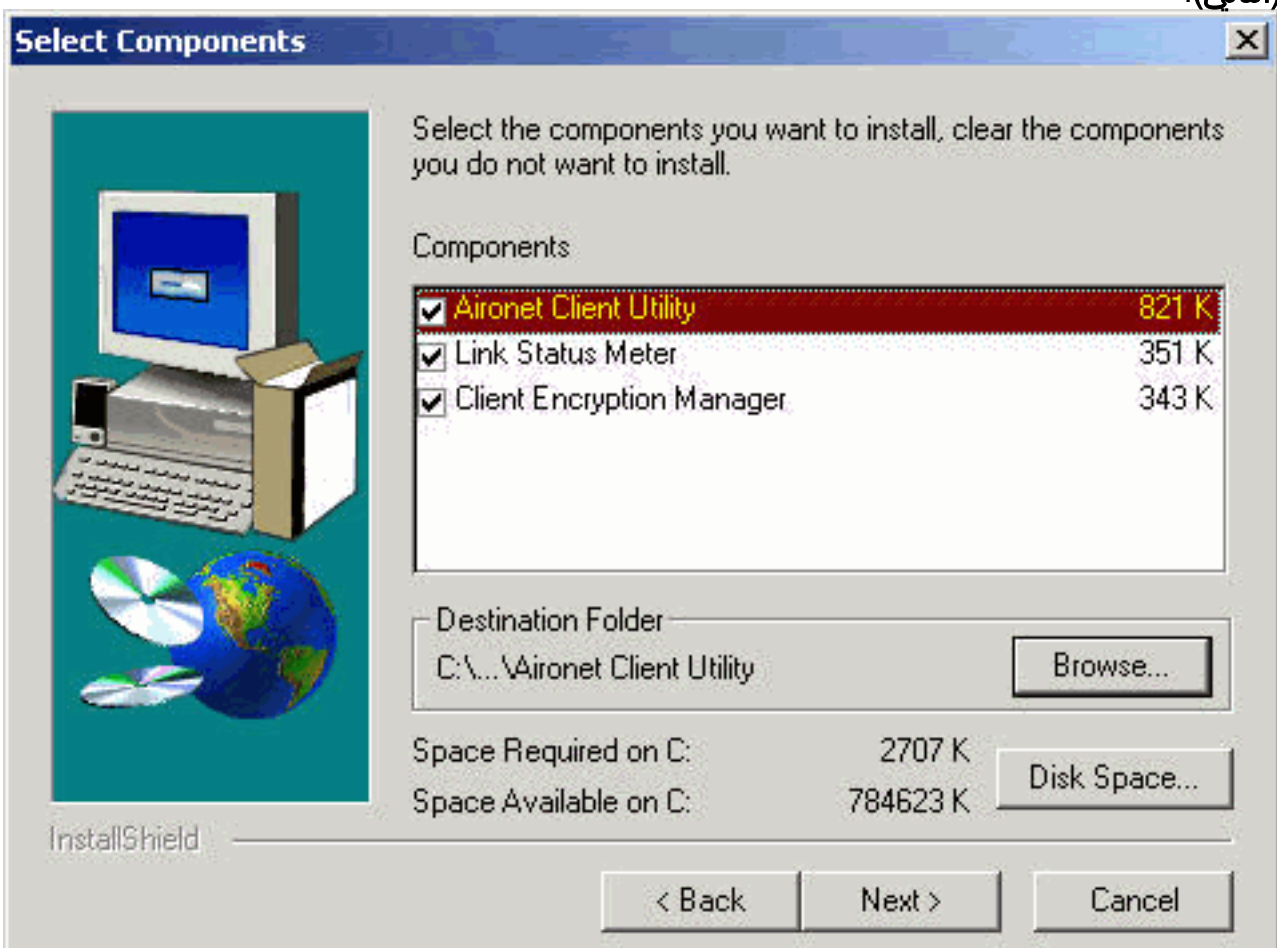 (التالي).
Select Components
Select the components you want to install, clear the components
you do not want to install.
Components
Aironet Client Utility 821 K
Link Status Meter 351 K
Client Encryption Manager 343 K
Destination Folder
C:\...\Aironet Client Utility
Browse...
Space Required on C: 2707 K
Disk Space...
Space Available on C: 784623 K
InstallShield
< Back
Next >
Cancel